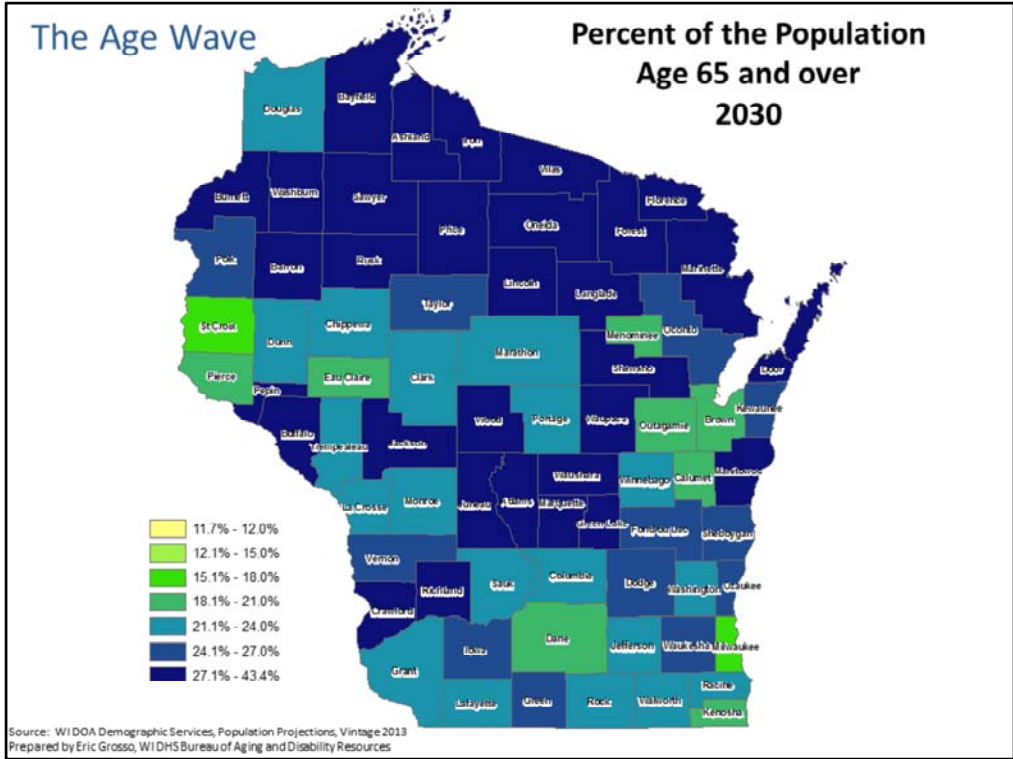 The Age Wave
Percent of the Population
Age 65 and over
2030
Douglas
Bayfield
Ashland
Iron
Vilas
Florence
Burnett
Washburn
Sawyer
Price
Oneida
Forest
Marinette
Polk
Barron
Rusk
Lincoln
Langlade
Taylor
Oconto
St Croix
Dunn
Chippewa
Marathon
Menominee
Shawano
Door
Pierce
Pepin
Eau Claire
Clark
Buffalo
Trempealeau
Jackson
Wood
Portage
Waupaca
Outagamie
Brown
Kewaunee
La Crosse
Monroe
Juneau
Adams
Waushara
Marquette
Green Lake
Winnebago
Calumet
Manitowoc
Fond du Lac
Sheboygan
Vernon
Crawford
Richland
Sauk
Columbia
Dodge
Washington
Ozaukee
Grant
Iowa
Dane
Jefferson
Waukesha
Milwaukee
Lafayette
Green
Rock
Walworth
Racine
Kenosha
11.7% - 12.0%
12.1% - 15.0%
15.1% - 18.0%
18.1% - 21.0%
21.1% - 24.0%
24.1% - 27.0%
27.1% - 43.4%
Source: WI DOA Demographic Services, Population Projections, Vintage 2013
Prepared by Eric Grosso, WI DHS Bureau of Aging and Disability Resources